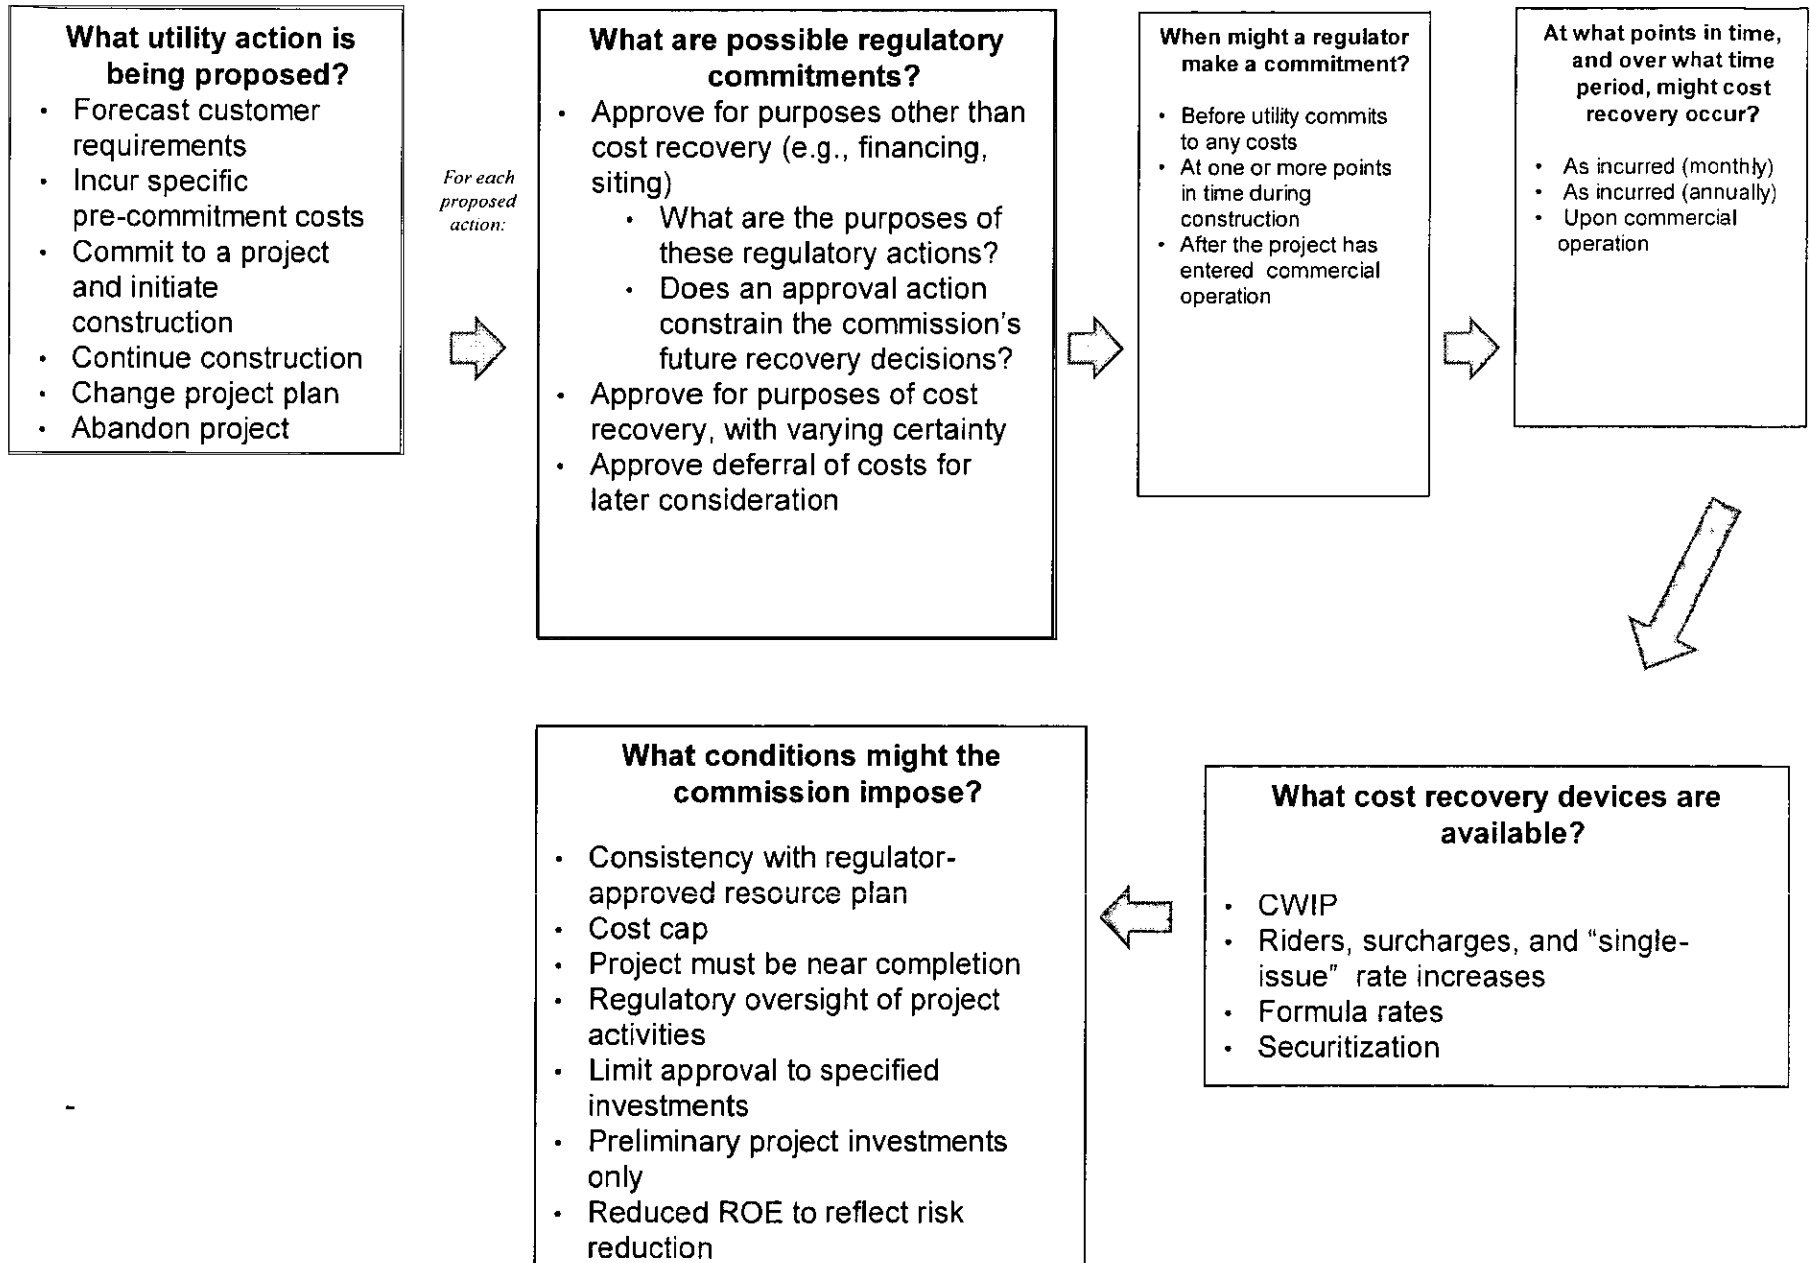 What utility action is
being proposed?
· Forecast customer
requirements
· Incur specific
pre-commitment costs
· Commit to a project
and initiate
construction
· Continue construction
· Change project plan
· Abandon project
For each
proposed
action:
What are possible regulatory
commitments?
· Approve for purposes other than
cost recovery (e.g., financing,
siting)
· What are the purposes of
these regulatory actions?
· Does an approval action
constrain the commission's
future recovery decisions?
· Approve for purposes of cost
recovery, with varying certainty
· Approve deferral of costs for
later consideration
When might a regulator
make a commitment?
· Before utility commits
to any costs
· At one or more points
in time during
construction
· After the project has
entered commercial
operation
At what points in time,
and over what time
period, might cost
recovery occur?
· As incurred (monthly)
· As incurred (annually)
· Upon commercial
operation
What cost recovery devices are
available?
· CWIP
· Riders, surcharges, and “single-
issue” rate increases
· Formula rates
· Securitization
What conditions might the
commission impose?
· Consistency with regulator-
approved resource plan
· Cost cap
· Project must be near completion
· Regulatory oversight of project
activities
· Limit approval to specified
investments
· Preliminary project investments
only
· Reduced ROE to reflect risk
reduction